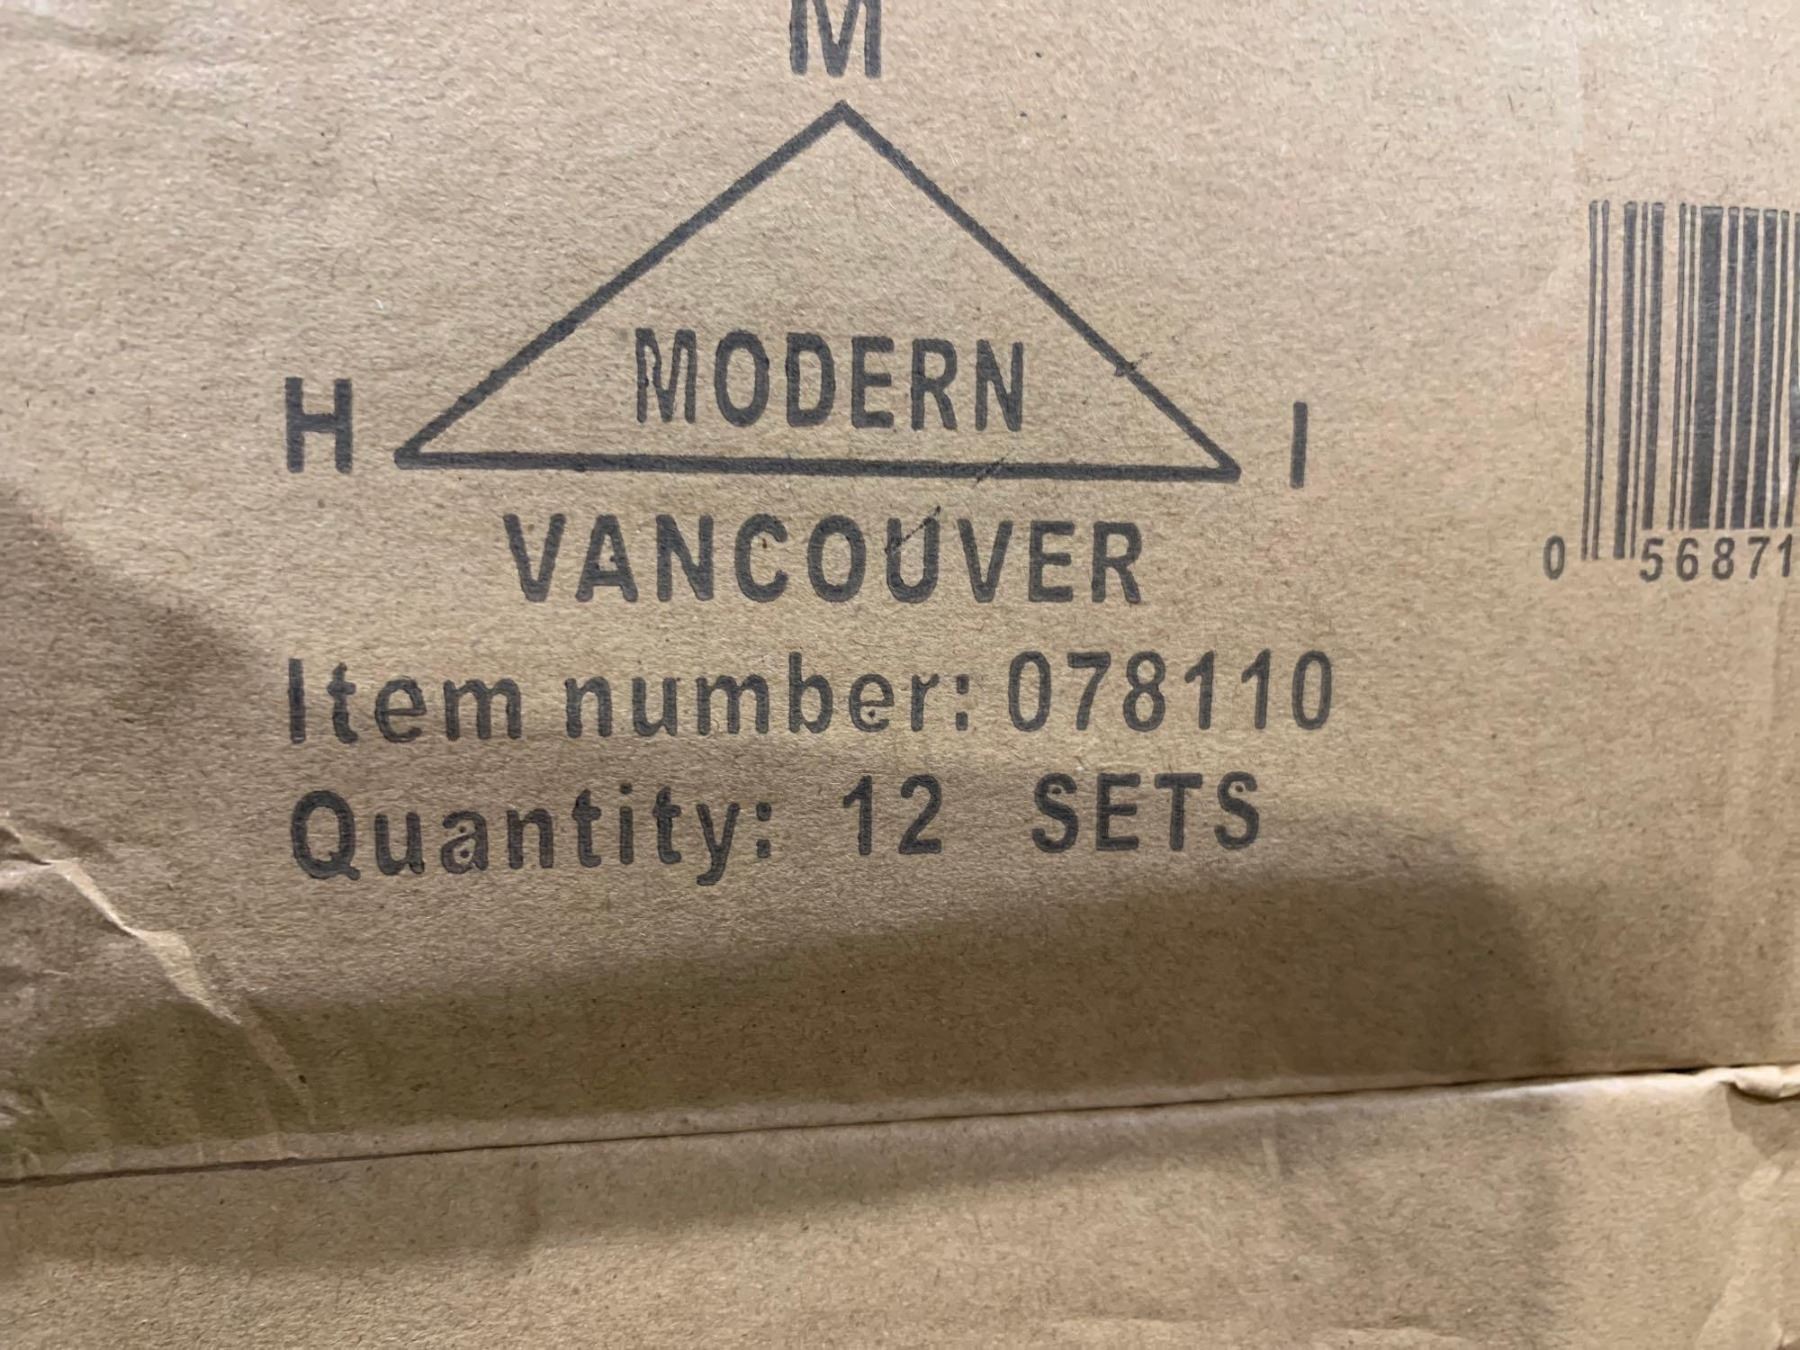 M
MODERN
H I
VANCOUVER
Item number: 078110
Quantity: 12 SETS
0 56871